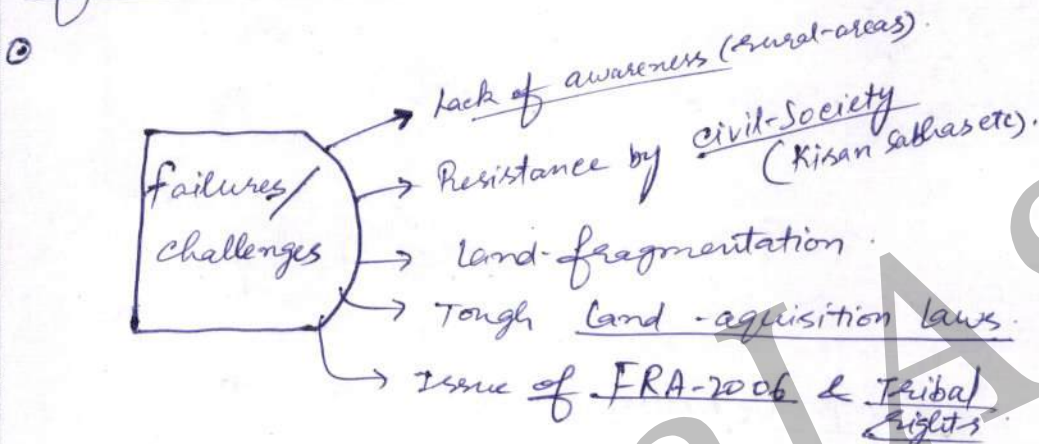 Lack of awareness (rural-areas).
Resistance by civil-Society
(Kisan Sabhas etc).
failures/
challenges
Land-fragmentation.
Tough Land-aquisition laws.
Issue of FRA-2006 & Tribal
rights